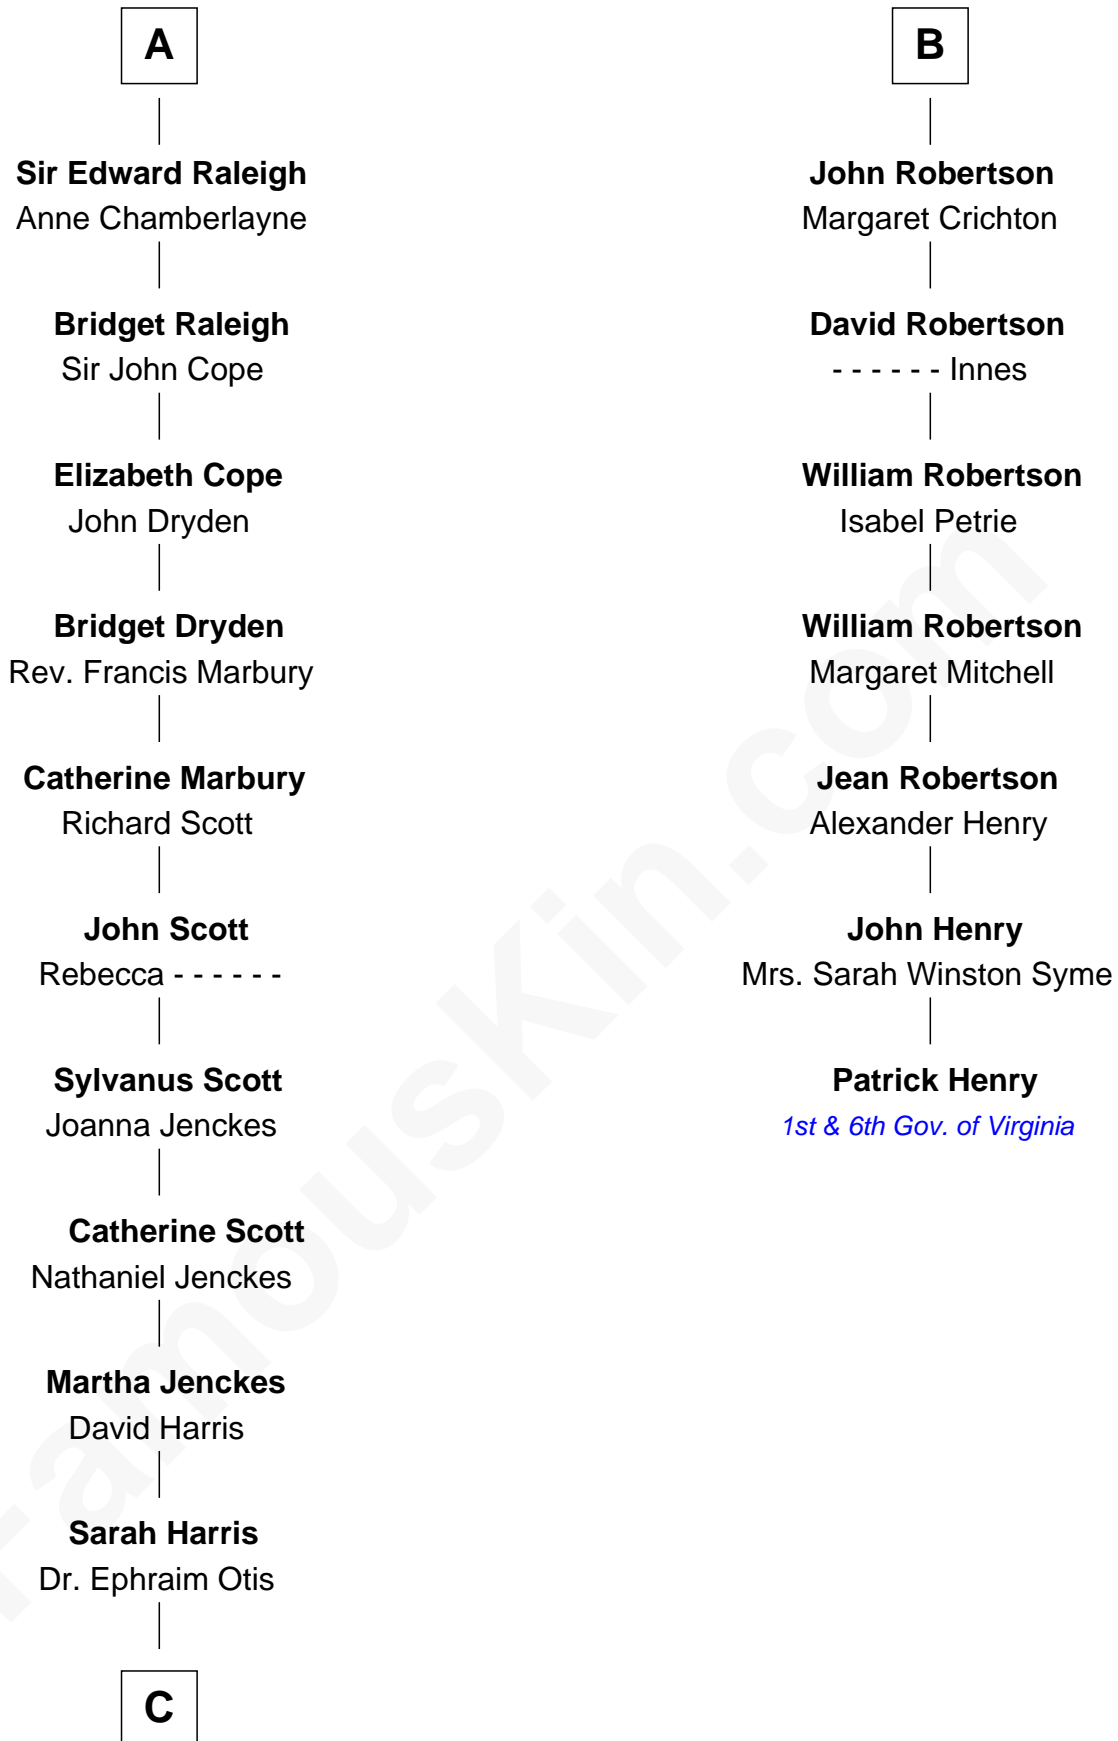 A
Sir Edward Raleigh
Anne Chamberlayne
Bridget Raleigh
Sir John Cope
Elizabeth Cope
John Dryden
Bridget Dryden
Rev. Francis Marbury
Catherine Marbury
Richard Scott
John Scott
Rebecca - - - - - -
Sylvanus Scott
Joanna Jenckes
Catherine Scott
Nathaniel Jenckes
Martha Jenckes
David Harris
Sarah Harris
Dr. Ephraim Otis
C
B
John Robertson
Margaret Crichton
David Robertson
- - - - - - Innes
William Robertson
Isabel Petrie
William Robertson
Margaret Mitchell
Jean Robertson
Alexander Henry
John Henry
Mrs. Sarah Winston Syme
Patrick Henry
1st & 6th Gov. of Virginia
FamousKin.com